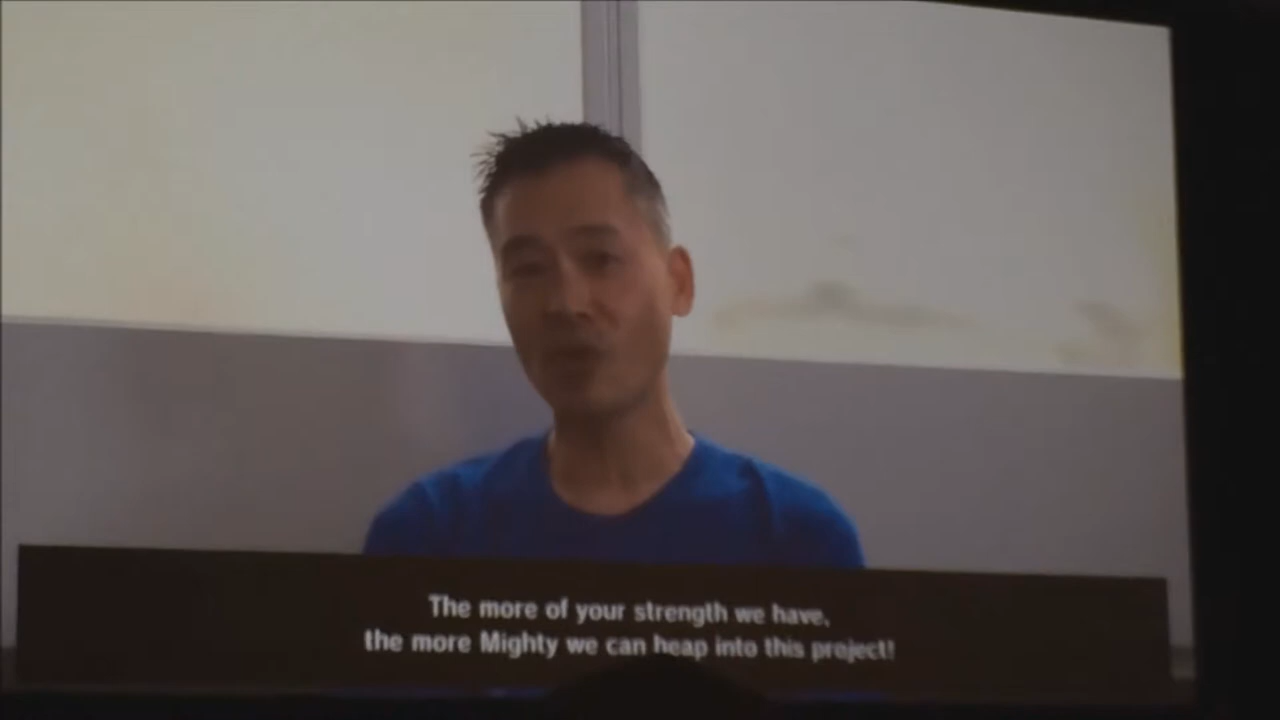 The more of your strength we have,
the more Mighty we can heap into this project!